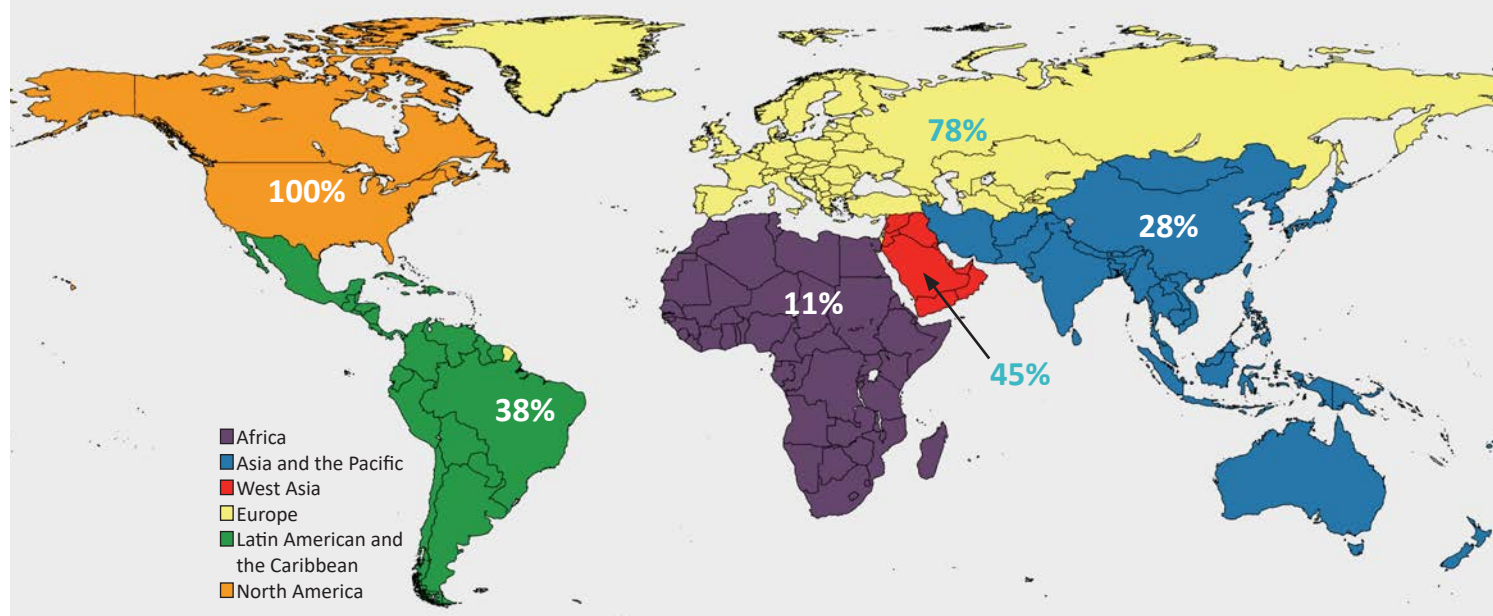 78%
100%
28%
11%
45%
38%
Africa
Asia and the Pacific
West Asia
Europe
Latin American and
the Caribbean
North America